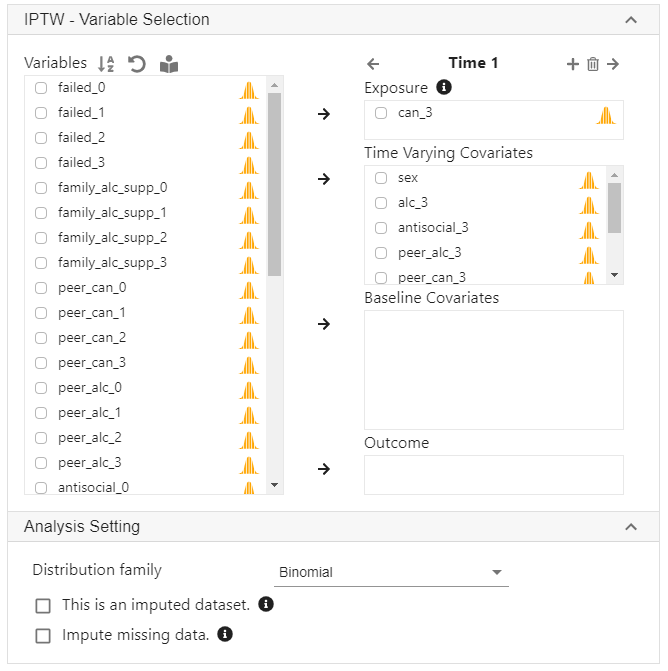 IPTW - Variable Selection
Variables
failed_0
failed_1
failed_2
failed_3
family_alc_supp_0
family_alc_supp_1
family_alc_supp_2
family_alc_supp_3
peer_can_0
peer_can_1
peer_can_2
peer_can_3
peer_alc_0
peer_alc_1
peer_alc_2
peer_alc_3
antisocial_0
Time 1
Exposure
can_3
Time Varying Covariates
sex
alc_3
antisocial_3
peer_alc_3
peer_can_3
Baseline Covariates
Outcome
Analysis Setting
Distribution family Binomial
This is an imputed dataset.
Impute missing data.